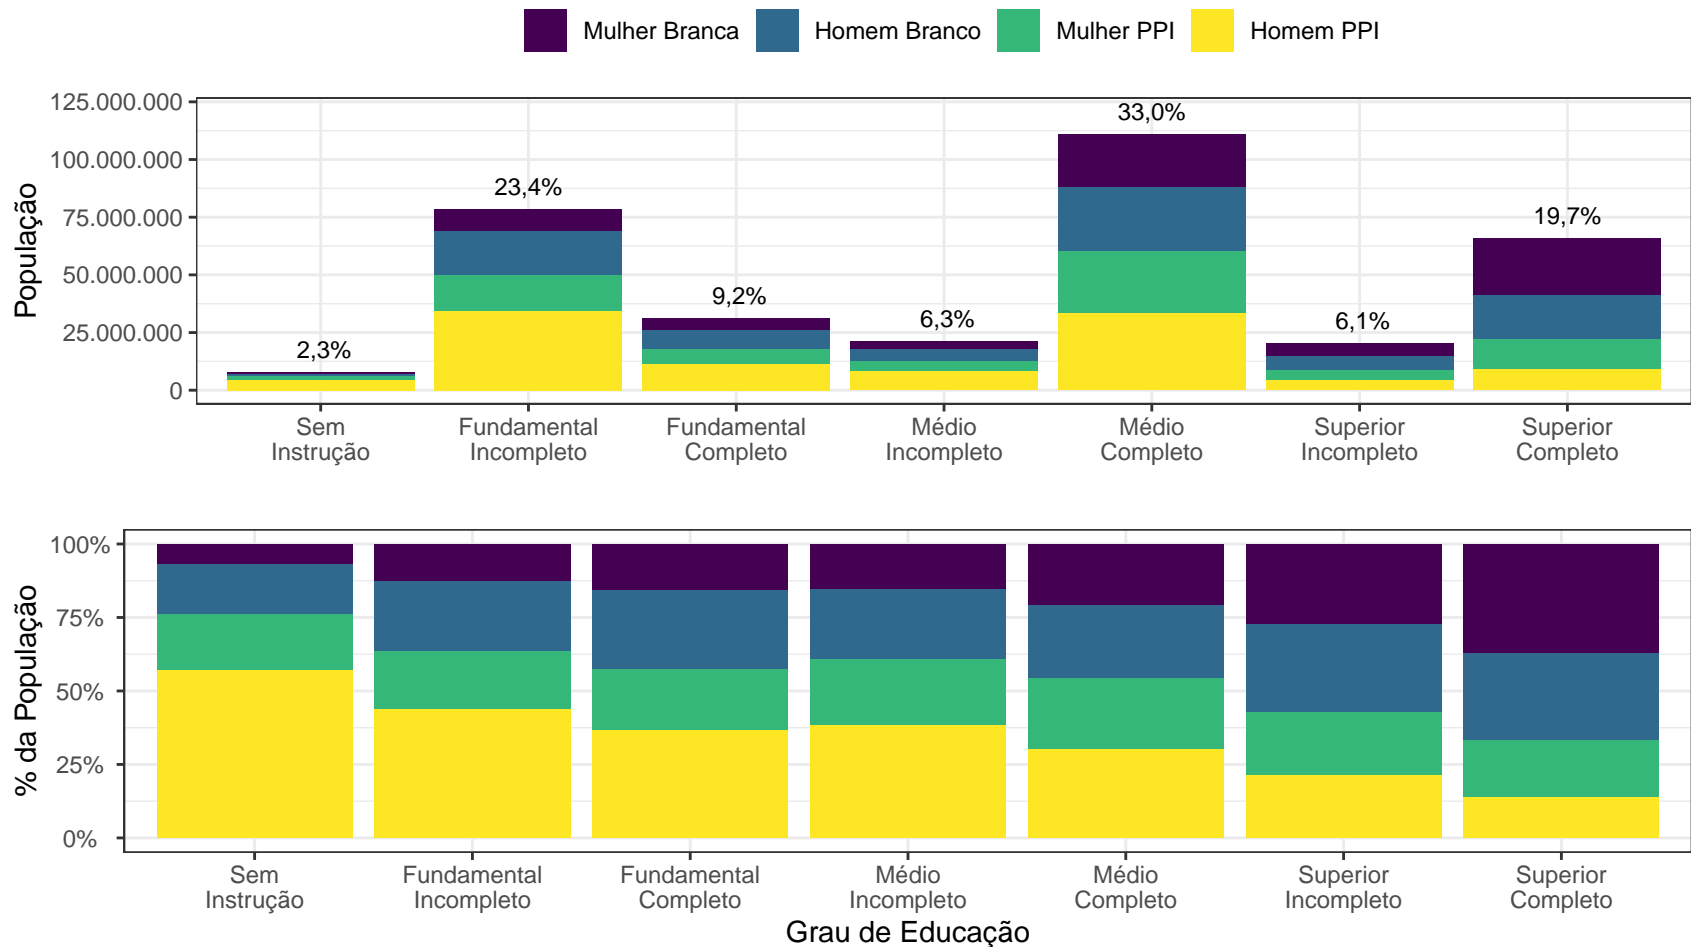 Mulher Branca Homem Branco Mulher PPI Homem PPI
População
125.000.000
100.000.000
75.000.000
50.000.000
25.000.000
0
2,3%
23,4%
9,2%
6,3%
33,0%
6,1%
19,7%
Sem
Instrução
Fundamental
Incompleto
Fundamental
Completo
Médio
Incompleto
Médio
Completo
Superior
Incompleto
Superior
Completo
% da População
100%
75%
50%
25%
0%
Sem
Instrução
Fundamental
Incompleto
Fundamental
Completo
Médio
Incompleto
Médio
Completo
Superior
Incompleto
Superior
Completo
Grau de Educação